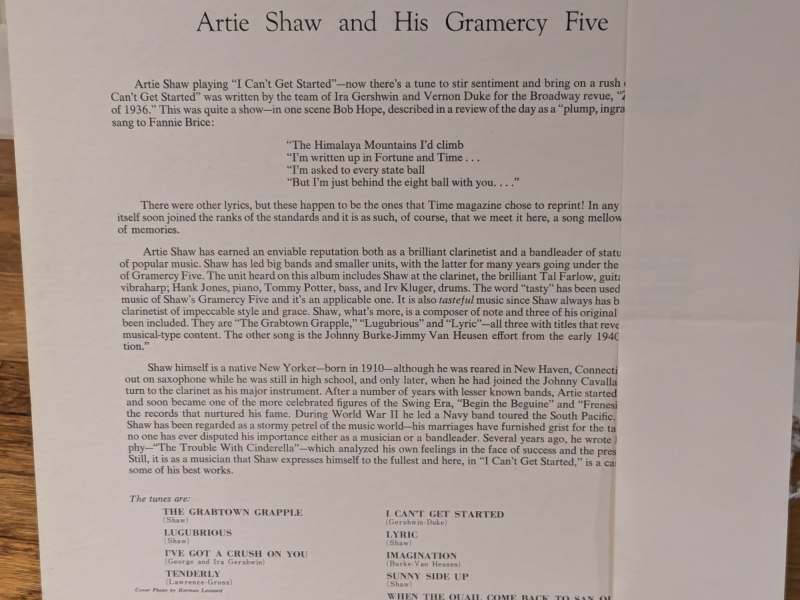 Artie Shaw and His Gramercy Five
Artie Shaw playing “I Can’t Get Started”—now there’s a tune to stir sentiment and bring on a rush
Can’t Get Started” was written by the team of Ira Gershwin and Vernon Duke for the Broadway revue,
of 1936.” This was quite a show—in one scene Bob Hope, described in a review of the day as a “plump,
sang to Fannie Brice:
“The Himalaya Mountains I’d climb
“I’m written up in Fortune and Time . . .
“I’m asked to every state ball
“But I’m just behind the eight ball with you. . . .”
There were other lyrics, but these happen to be the ones that Time magazine chose to reprint! In any
itself soon joined the ranks of the standards and it is as such, of course, that we meet it here, a song mellow
of memories.
Artie Shaw has earned an enviable reputation both as a brilliant clarinetist and a bandleader of
of popular music. Shaw has led big bands and smaller units, with the latter for many years going under the
of Gramercy Five. The unit heard on this album includes Shaw at the clarinet, the brilliant Tal Farlow,
vibraharp; Hank Jones, piano, Tommy Potter, bass, and Irv Kluger, drums. The word “tasty” has been used
music of Shaw’s Gramercy Five and it’s an applicable one. It is also tasteful music since Shaw always has
clarinetist of impeccable style and grace. Shaw, what’s more, is a composer of note and three of his original
been included. They are “The Grabtown Grapple,” “Lugubrious” and “Lyric”—all three with titles that
musical-type content. The other song is the Johnny Burke-Jimmy Van Heusen effort from the early
tion.”
Shaw himself is a native New Yorker—born in 1910—although he was reared in New Haven,
out on saxophone while he was still in high school, and only later, when he had joined the Johnny
turn to the clarinet as his major instrument. After a number of years with lesser known bands, Artie started
and soon became one of the more celebrated figures of the Swing Era, “Begin the Beguine” and
the records that nurtured his fame. During World War II he led a Navy band toured the South Pacific.
Shaw has been regarded as a stormy petrel of the music world—his marriages have furnished grist for the
no one has ever disputed his importance either as a musician or a bandleader. Several years ago, he wrote
phy—“The Trouble With Cinderella”—which analyzed his own feelings in the face of success and the
Still, it is as a musician that Shaw expresses himself to the fullest and here, in “I Can’t Get Started,” is a
some of his best works.
The tunes are:
THE GRABTOWN GRAPPLE
(Shaw)
LUGUBRIOUS
(Shaw)
I’VE GOT A CRUSH ON YOU
(George and Ira Gershwin)
TENDERLY
(Lawrence-Gross)
Cover Photo by Herman Leonard
I CAN’T GET STARTED
(Gershwin-Duke)
LYRIC
(Shaw)
IMAGINATION
(Burke-Van Heusen)
SUNNY SIDE UP
(Shaw)
WHEN THE QUAIL COME BACK TO SAN